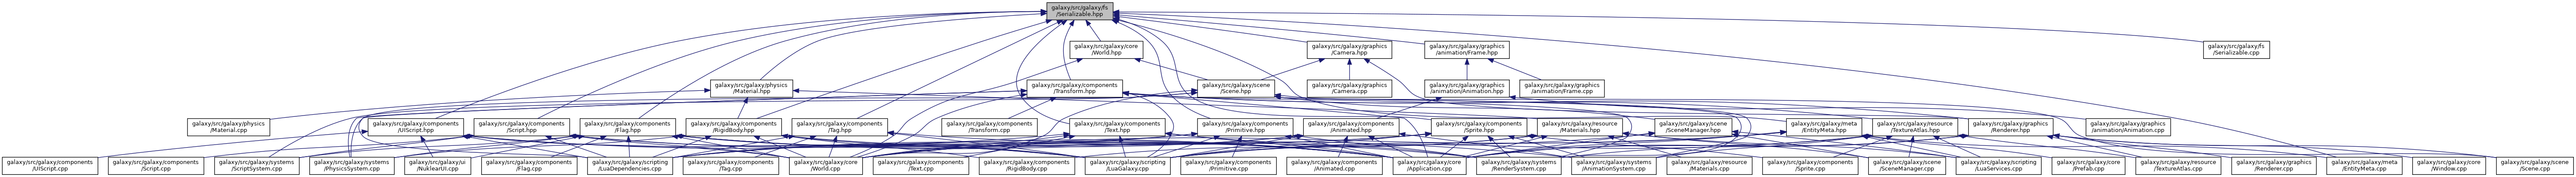 galaxy/src/galaxy/fs
/Serializable.hpp
galaxy/src/galaxy/core
/World.hpp
galaxy/src/galaxy/graphics
/Camera.hpp
galaxy/src/galaxy/graphics
/animation/Frame.hpp
galaxy/src/galaxy/fs
/Serializable.cpp
galaxy/src/galaxy/physics
/Material.hpp
galaxy/src/galaxy/components
/Transform.hpp
galaxy/src/galaxy/scene
/Scene.hpp
galaxy/src/galaxy/graphics
/Camera.cpp
galaxy/src/galaxy/graphics
/animation/Animation.hpp
galaxy/src/galaxy/graphics
/animation/Frame.cpp
galaxy/src/galaxy/physics
/Material.cpp
galaxy/src/galaxy/components
/UIScript.hpp
galaxy/src/galaxy/components
/Script.hpp
galaxy/src/galaxy/components
/Flag.hpp
galaxy/src/galaxy/components
/RigidBody.hpp
galaxy/src/galaxy/components
/Tag.hpp
galaxy/src/galaxy/components
/Transform.cpp
galaxy/src/galaxy/components
/Text.hpp
galaxy/src/galaxy/components
/Primitive.hpp
galaxy/src/galaxy/components
/Animated.hpp
galaxy/src/galaxy/components
/Sprite.hpp
galaxy/src/galaxy/resource
/Materials.hpp
galaxy/src/galaxy/scene
/SceneManager.hpp
galaxy/src/galaxy/meta
/EntityMeta.hpp
galaxy/src/galaxy/resource
/TextureAtlas.hpp
galaxy/src/galaxy/graphics
/Renderer.hpp
galaxy/src/galaxy/graphics
/animation/Animation.cpp
galaxy/src/galaxy/components
/UIScript.cpp
galaxy/src/galaxy/components
/Script.cpp
galaxy/src/galaxy/systems
/ScriptSystem.cpp
galaxy/src/galaxy/systems
/PhysicsSystem.cpp
galaxy/src/galaxy/ui
/NuklearUI.cpp
galaxy/src/galaxy/components
/Flag.cpp
galaxy/src/galaxy/scripting
/LuaDependencies.cpp
galaxy/src/galaxy/components
/Tag.cpp
galaxy/src/galaxy/core
/World.cpp
galaxy/src/galaxy/components
/Text.cpp
galaxy/src/galaxy/components
/RigidBody.cpp
galaxy/src/galaxy/scripting
/LuaGalaxy.cpp
galaxy/src/galaxy/components
/Primitive.cpp
galaxy/src/galaxy/components
/Animated.cpp
galaxy/src/galaxy/core
/Application.cpp
galaxy/src/galaxy/systems
/RenderSystem.cpp
galaxy/src/galaxy/systems
/AnimationSystem.cpp
galaxy/src/galaxy/resource
/Materials.cpp
galaxy/src/galaxy/components
/Sprite.cpp
galaxy/src/galaxy/scene
/SceneManager.cpp
galaxy/src/galaxy/scripting
/LuaServices.cpp
galaxy/src/galaxy/core
/Prefab.cpp
galaxy/src/galaxy/resource
/TextureAtlas.cpp
galaxy/src/galaxy/graphics
/Renderer.cpp
galaxy/src/galaxy/meta
/EntityMeta.cpp
galaxy/src/galaxy/core
/Window.cpp
galaxy/src/galaxy/scene
/Scene.cpp